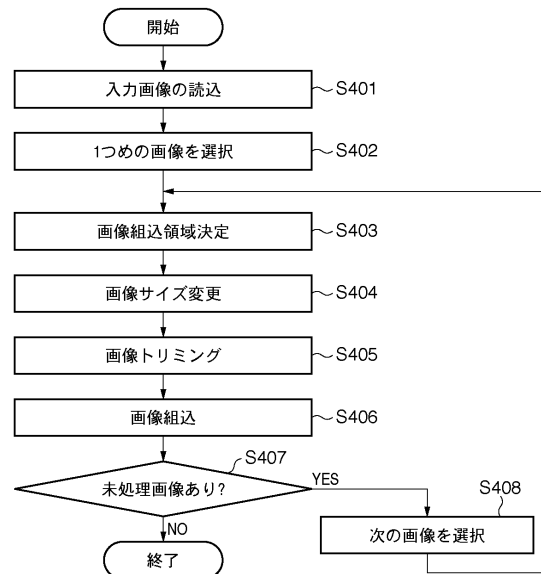 開始
入力画像の読込
S401
1つめの画像を選択
S402
画像組込領域決定
S403
画像サイズ変更
S404
画像トリミング
S405
画像組込
S406
S407
未処理画像あり?
YES
S408
次の画像を選択
NO
終了